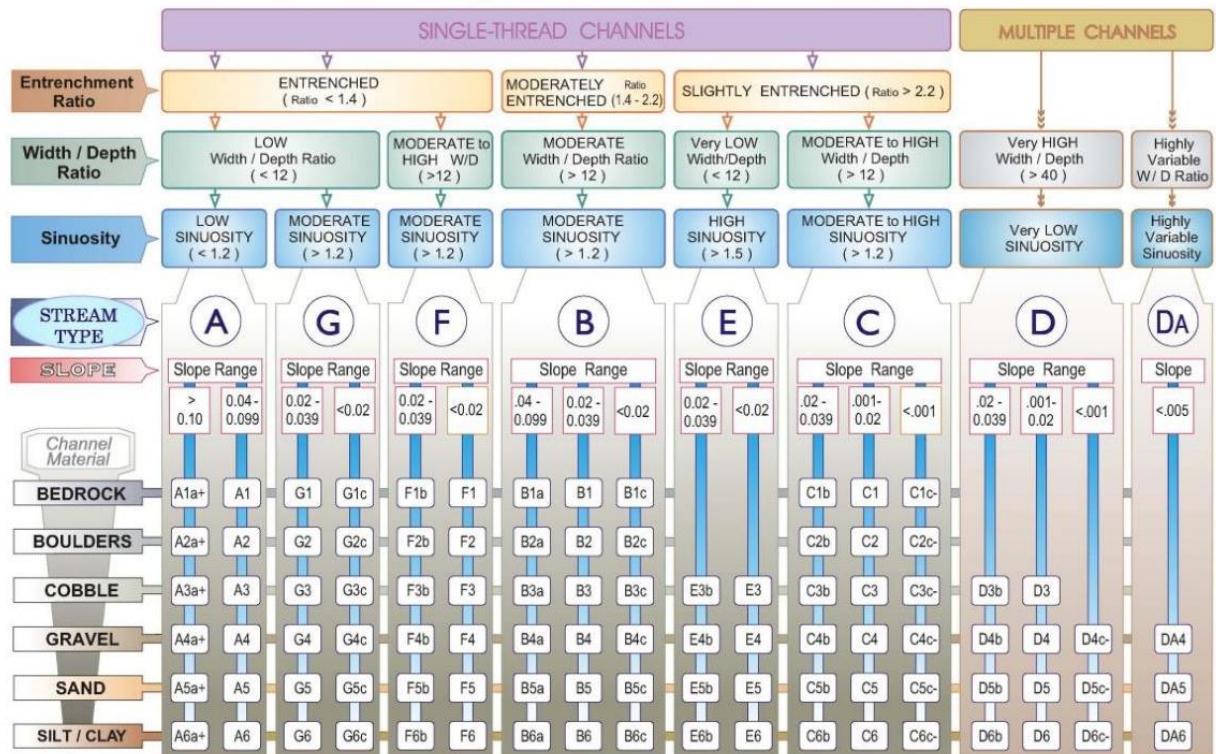 SINGLE-THREAD CHANNELS
MULTIPLE CHANNELS
Entrenchment
Ratio
ENTRENCHED
( Ratio < 1.4 )
MODERATELY Ratio
ENTRENCHED (1.4 - 2.2)
SLIGHTLY ENTRENCHED ( Ratio > 2.2 )
Width / Depth
Ratio
LOW
Width / Depth Ratio
( < 12 )
MODERATE to
HIGH W/D
( >12 )
MODERATE
Width / Depth Ratio
( > 12 )
Very LOW
Width/Depth
( < 12 )
MODERATE to HIGH
Width / Depth
( > 12 )
Very HIGH
Width / Depth
( > 40 )
Highly
Variable
W / D Ratio
Sinuosity
LOW
SINUOSITY
( < 1.2 )
MODERATE
SINUOSITY
( > 1.2 )
MODERATE
SINUOSITY
( > 1.2 )
MODERATE
SINUOSITY
( > 1.2 )
HIGH
SINUOSITY
( > 1.5 )
MODERATE to HIGH
SINUOSITY
( > 1.2 )
Very LOW
SINUOSITY
Highly
Variable
Sinuosity
STREAM
TYPE
A G F B E C D DA
SLOPE
Slope Range Slope Range Slope Range Slope Range Slope Range Slope Range Slope Range Slope
>
0.10
0.04 -
0.099
0.02 -
0.039
<0.02
0.02 -
0.039
<0.02
.04 -
0.099
0.02 -
0.039
<0.02
0.02 -
0.039
<0.02
.02 -
0.039
.001-
0.02
<.001
.02 -
0.039
.001-
0.02
<.001
<.005
Channel
Material
BEDROCK A1a+ A1 G1 G1c F1b F1 B1a B1 B1c C1b C1 C1c-
BOULDERS A2a+ A2 G2 G2c F2b F2 B2a B2 B2c C2b C2 C2c-
COBBLE A3a+ A3 G3 G3c F3b F3 B3a B3 B3c E3b E3 C3b C3 C3c- D3b D3
GRAVEL A4a+ A4 G4 G4c F4b F4 B4a B4 B4c E4b E4 C4b C4 C4c- D4b D4 D4c- DA4
SAND A5a+ A5 G5 G5c F5b F5 B5a B5 B5c E5b E5 C5b C5 C5c- D5b D5 D5c- DA5
SILT / CLAY A6a+ A6 G6 G6c F6b F6 B6a B6 B6c E6b E6 C6b C6 C6c- D6b D6 D6c- DA6